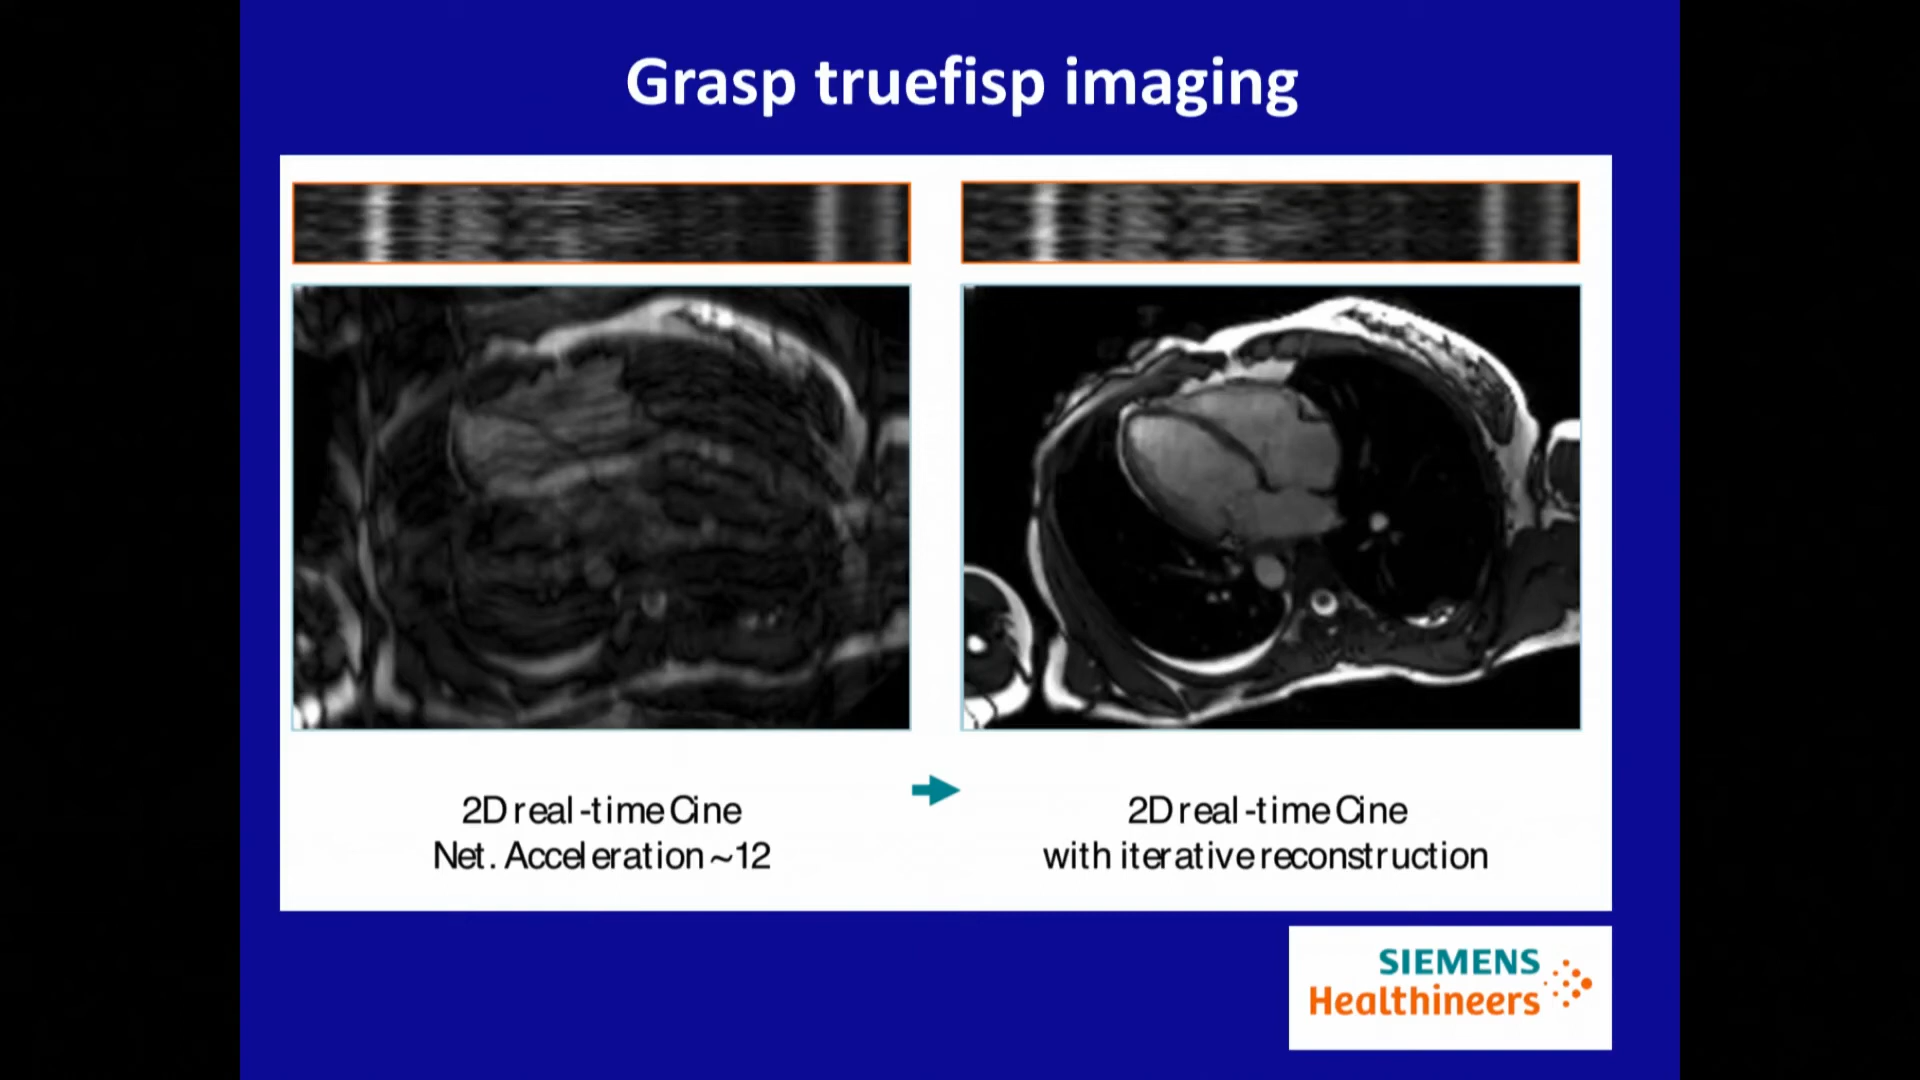 Grasp truefisp imaging
2D real-time Cine
Net. Acceleration ~12
2D real-time Cine
with iterative reconstruction
SIEMENS
Healthineers